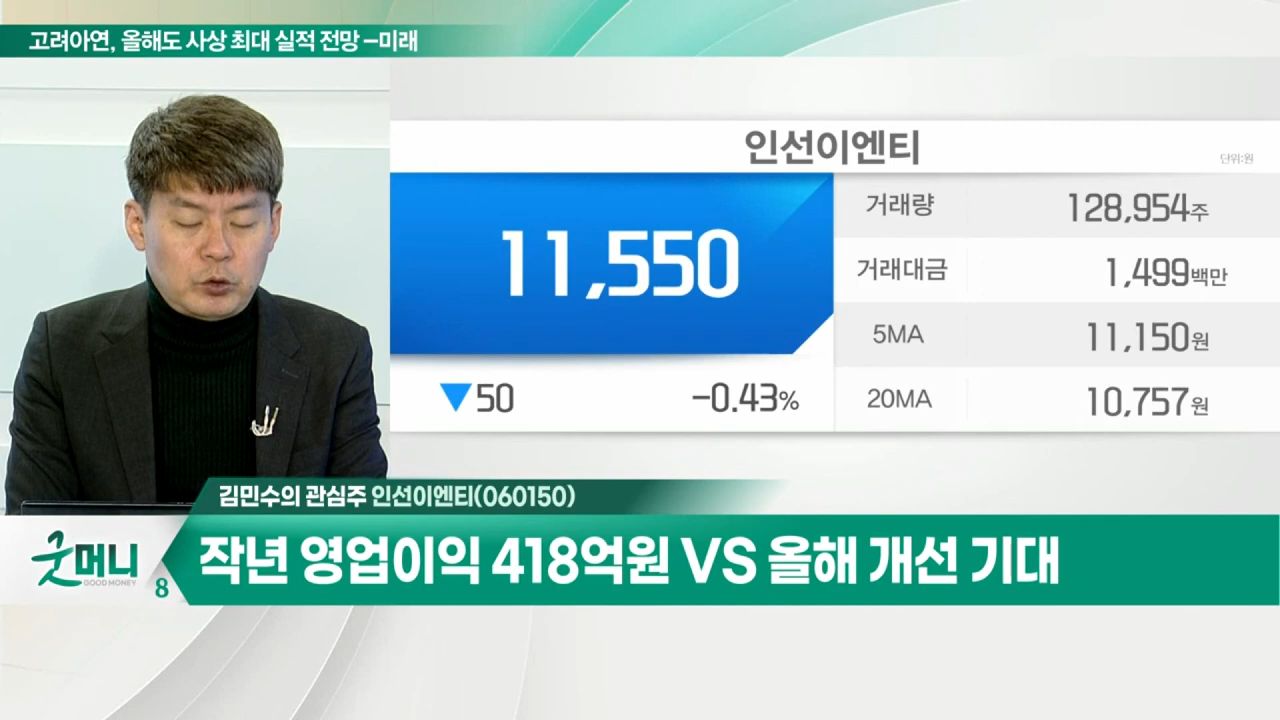 고려아연, 올해도 사상 최대 실적 전망 -미래
인선이엔티
단위:원
11,550
▼50 -0.43%
거래량 128,954주
거래대금 1,499백만
5MA 11,150원
20MA 10,757원
김민수의 관심주 인선이엔티(060150)
작년 영업이익 418억원 VS 올해 개선 기대
굿머니
GOOD MONEY
8